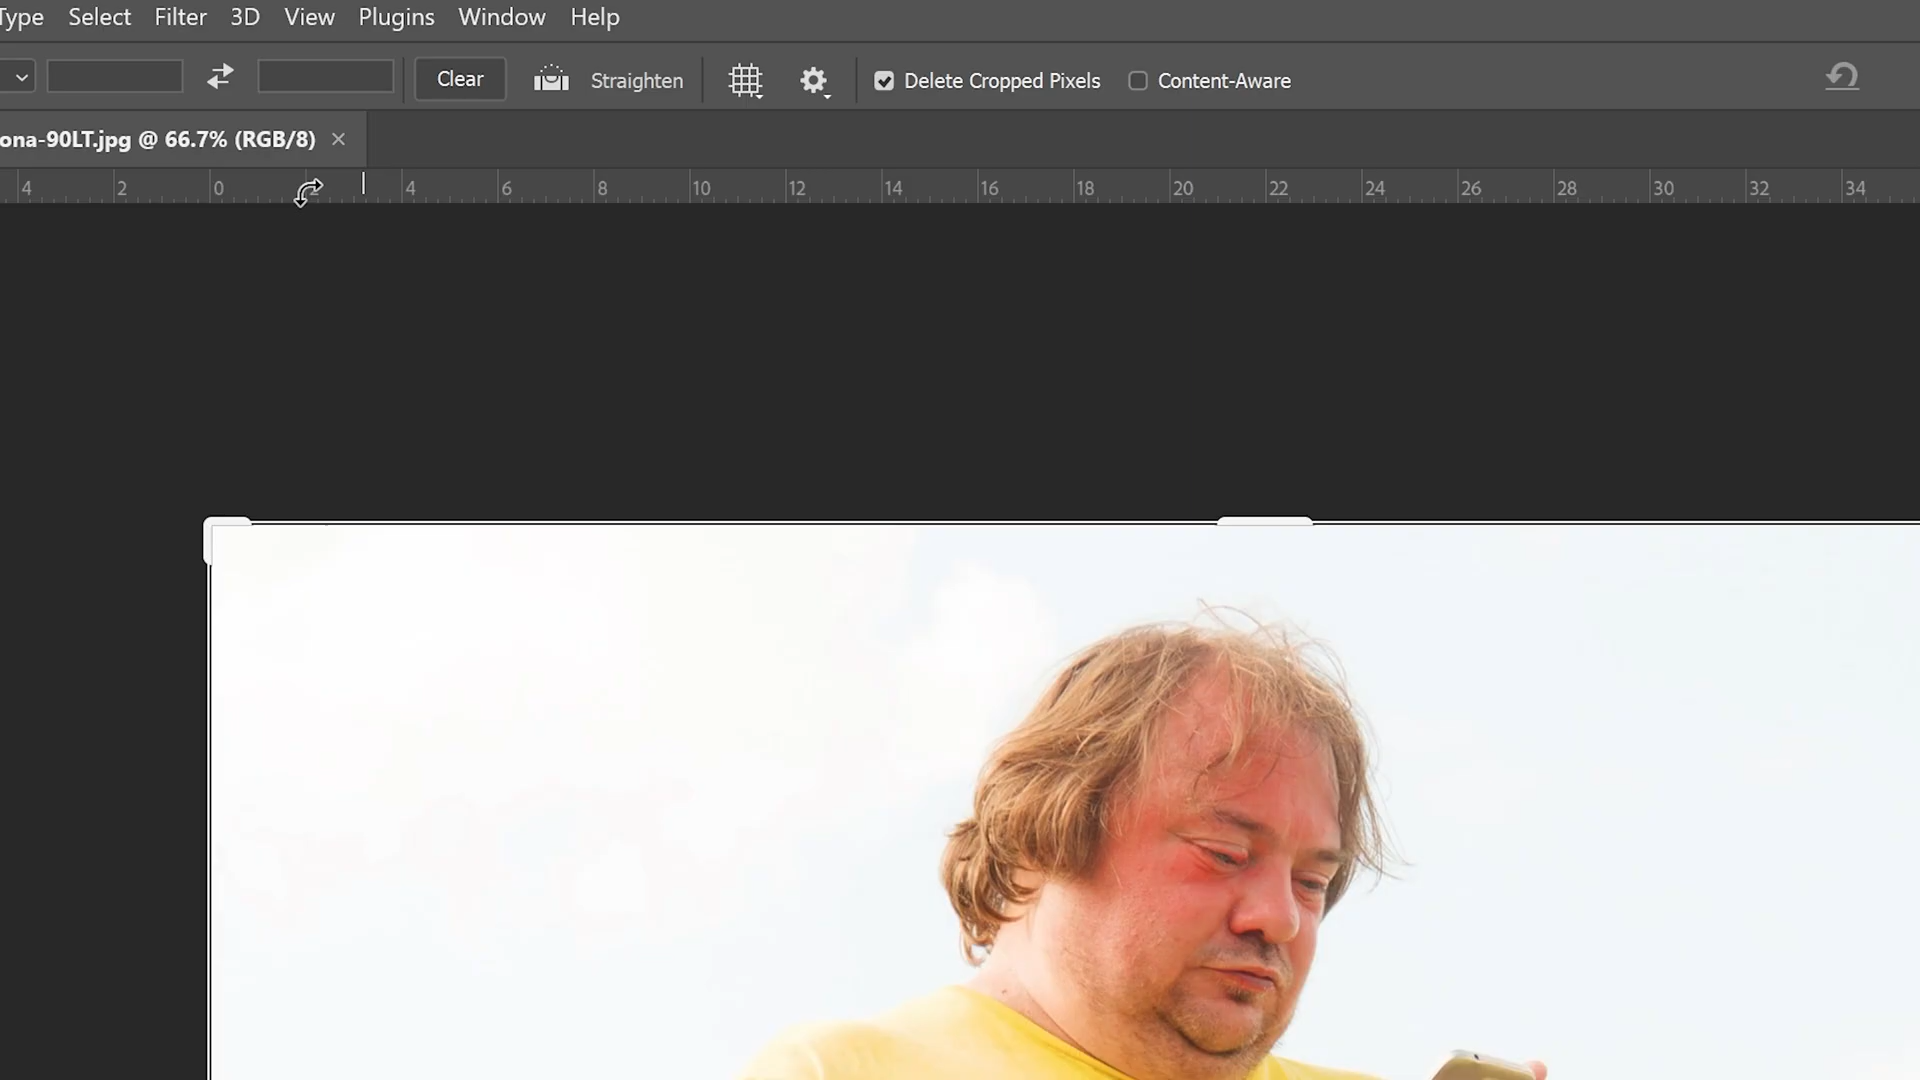 Type Select Filter 3D View Plugins Window Help
Clear Straighten Delete Cropped Pixels Content-Aware
ona-90LT.jpg @ 66.7% (RGB/8) ×
4 2 0 2 4 6 8 10 12 14 16 18 20 22 24 26 28 30 32 34